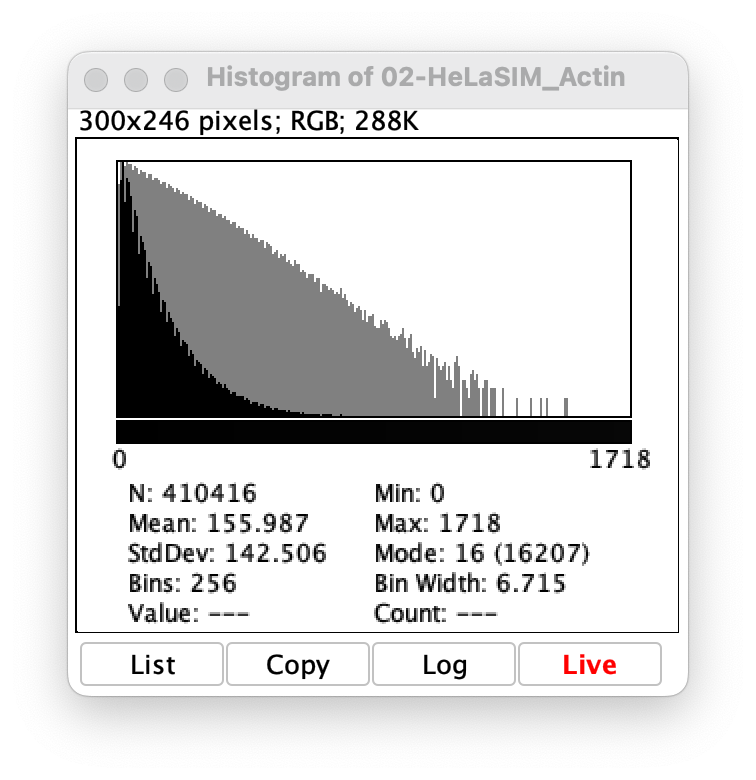 Histogram of 02-HeLaSIM_Actin
300x246 pixels; RGB; 288K
0 1718
N: 410416 Min: 0
Mean: 155.987 Max: 1718
StdDev: 142.506 Mode: 16 (16207)
Bins: 256 Bin Width: 6.715
Value: --- Count: ---
List Copy Log Live